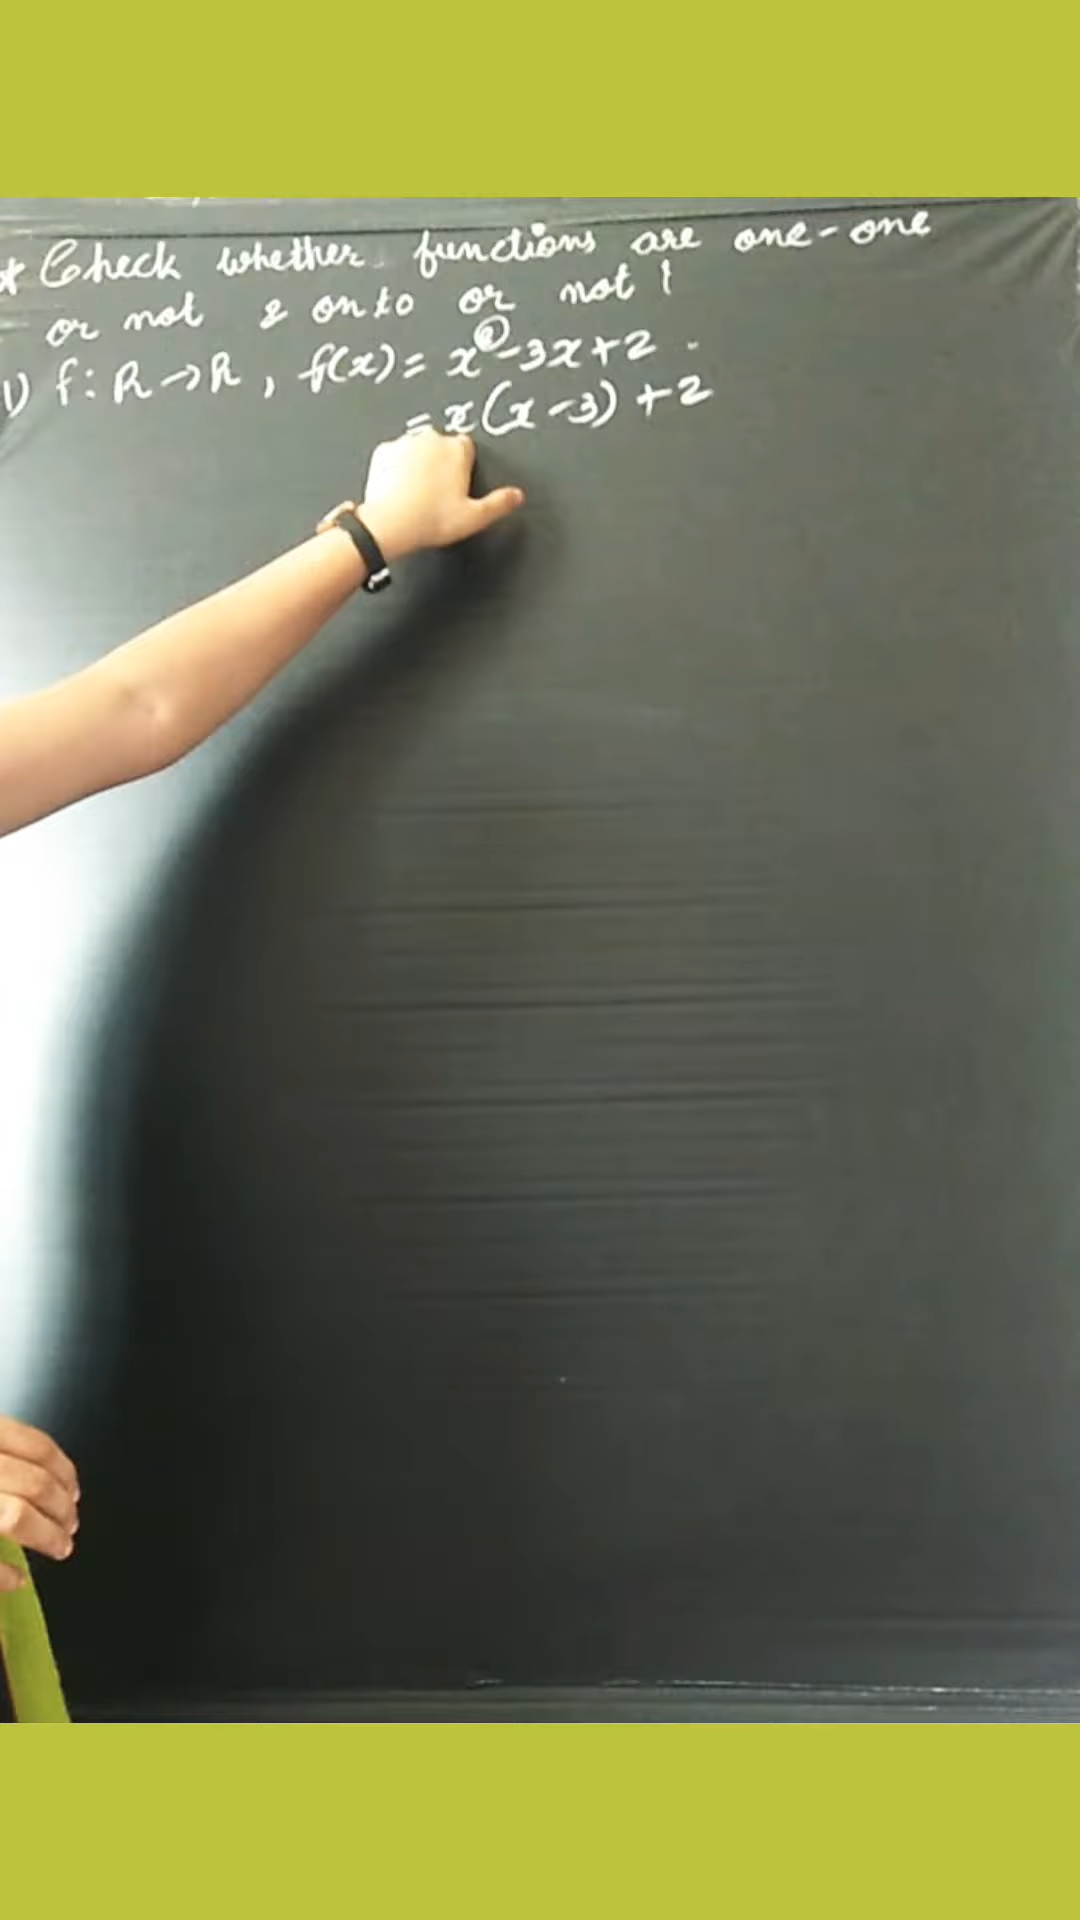 * Check whether functions are one-one
or not & onto or not !
1) f: R → R, f(x) = x² - 3x + 2 .
= x(x - 3) + 2